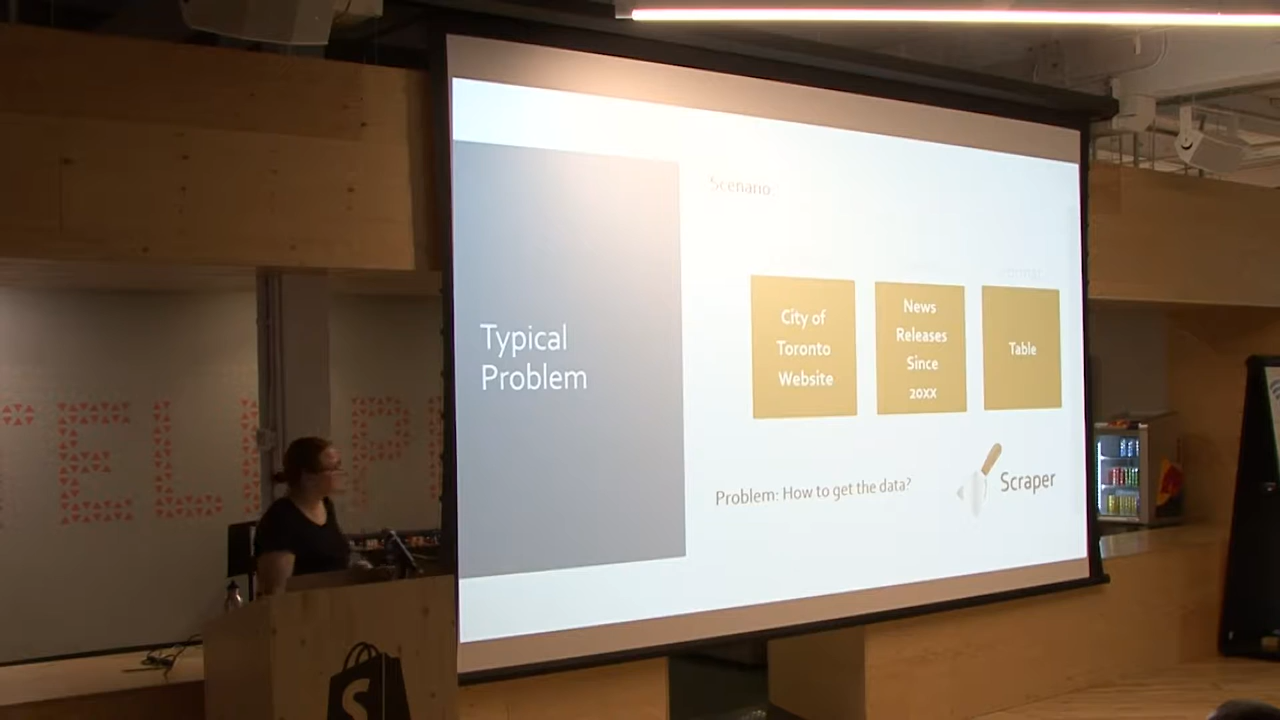 Scenario:
Typical
Problem
City of
Toronto
Website
News
Releases
Since
20XX
Table
Problem: How to get the data?
Scraper
TEL
P
S